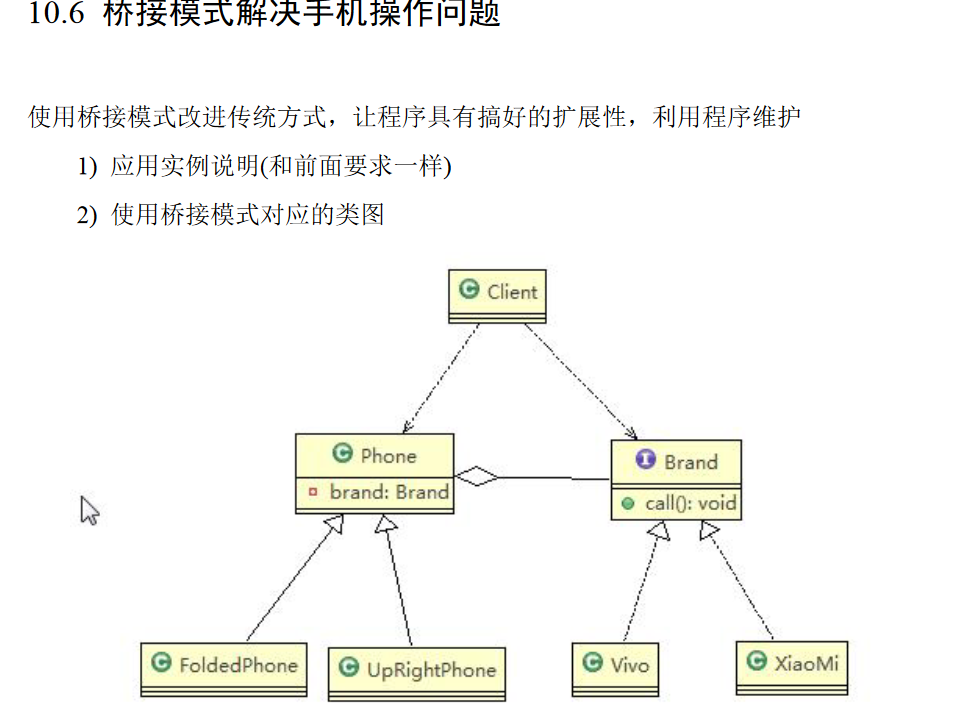 10.6 桥接模式解决手机操作问题
使用桥接模式改进传统方式，让程序具有搞好的扩展性，利用程序维护
1) 应用实例说明(和前面要求一样)
2) 使用桥接模式对应的类图
C Client
C Phone
brand: Brand
I Brand
call(): void
C FoldedPhone
C UpRightPhone
C Vivo
C XiaoMi